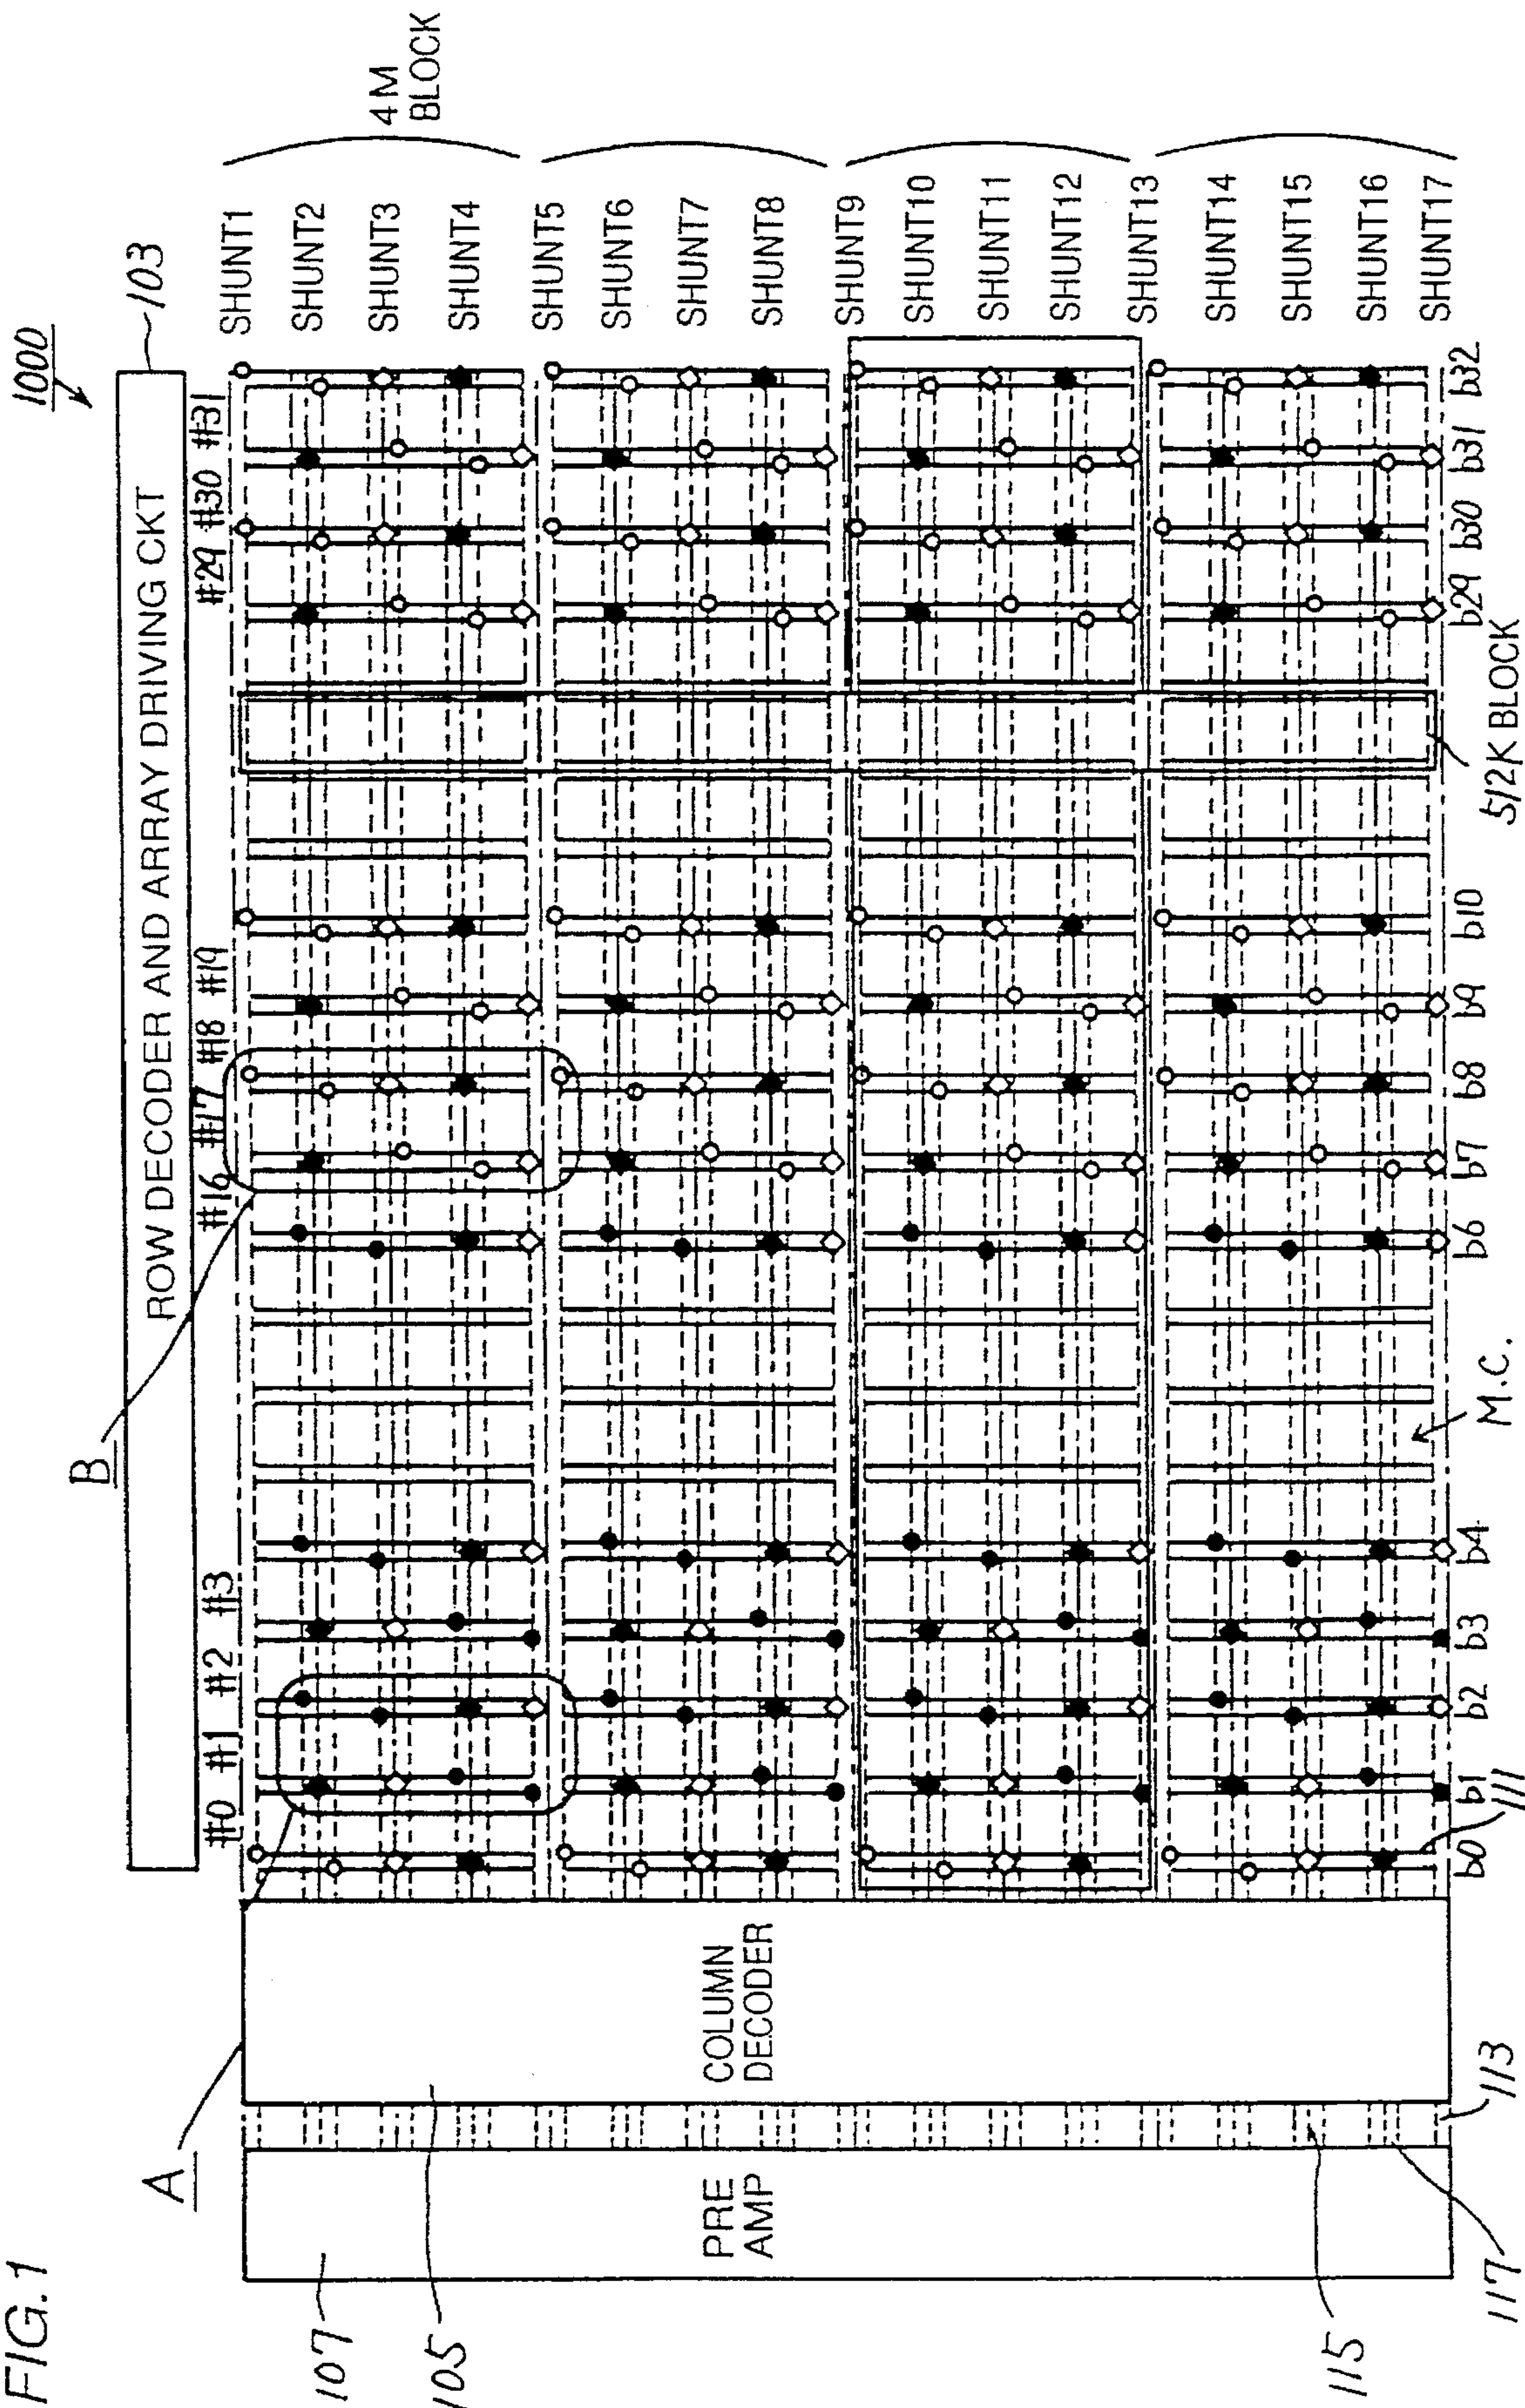 FIG.1
1000
103
ROW DECODER AND ARRAY DRIVING CKT
A
B
107
105
PRE AMP
COLUMN
DECODER
#0 #1 #2 #3 #16 #17 #18 #19 #29 #30 #31
SHUNT1
SHUNT2
SHUNT3
SHUNT4
SHUNT5
SHUNT6
SHUNT7
SHUNT8
SHUNT9
SHUNT10
SHUNT11
SHUNT12
SHUNT13
SHUNT14
SHUNT15
SHUNT16
SHUNT17
4M
BLOCK
b0 b1 b2 b3 b4 b6 b7 b8 b9 b10 b29 b30 b31 b32
115
117
113
111
M.C.
512K BLOCK